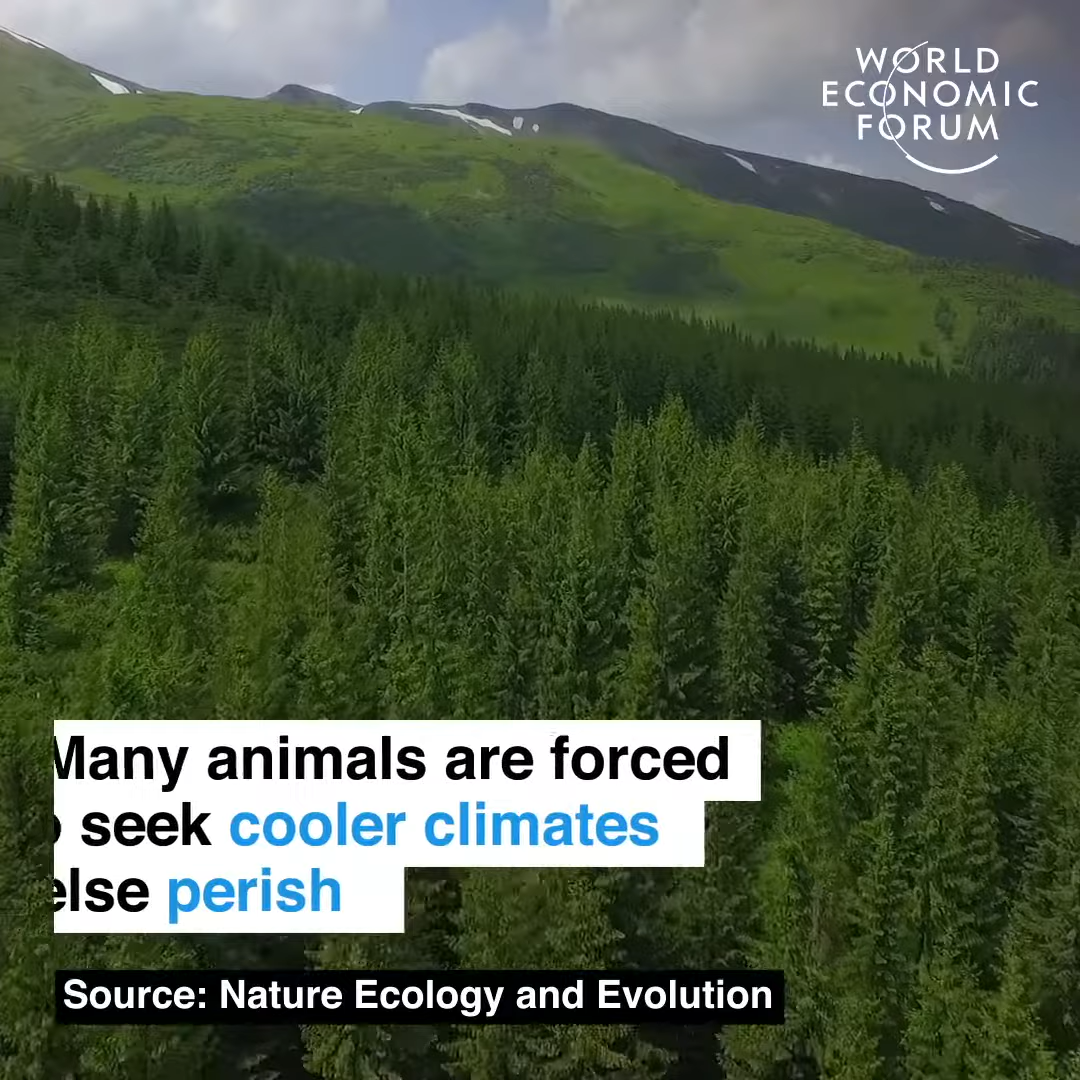 WORLD
ECONOMIC
FORUM
Many animals are forced
seek cooler climates
else perish
Source: Nature Ecology and Evolution